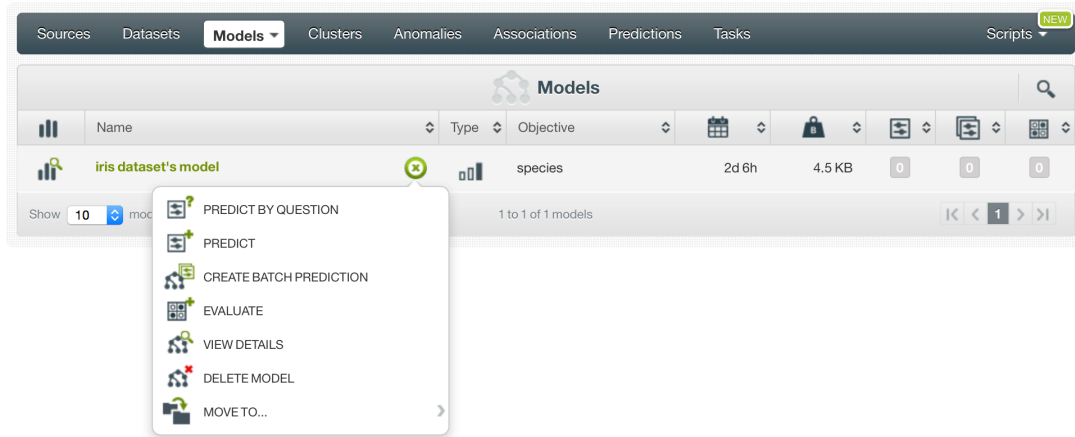 NEW
Sources Datasets Models Clusters Anomalies Associations Predictions Tasks Scripts
Models
Name Type Objective B
iris dataset's model species 2d 6h 4.5 KB 0 0 0
Show 10 1 to 1 of 1 models 1
PREDICT BY QUESTION
PREDICT
CREATE BATCH PREDICTION
EVALUATE
VIEW DETAILS
DELETE MODEL
MOVE TO...